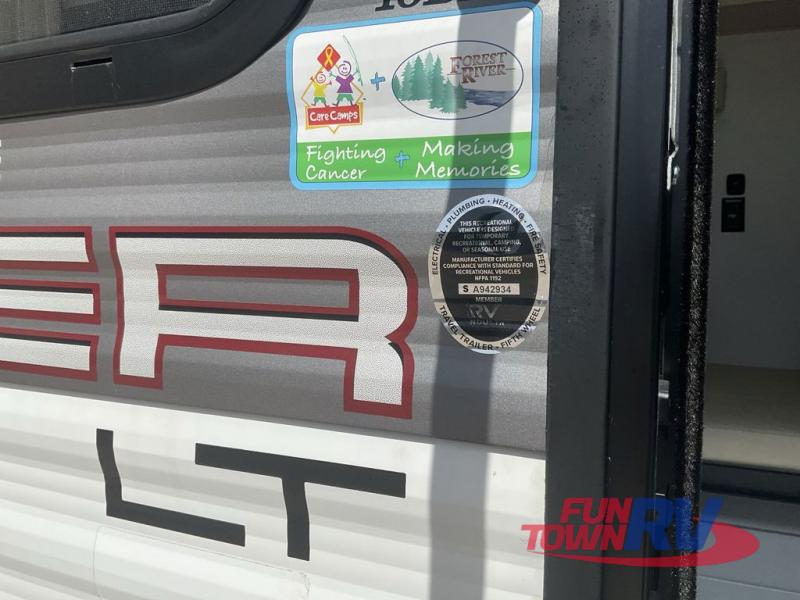 Care Camps
+
FOREST
RIVER
Fighting + Making
Cancer Memories
ELECTRICAL • PLUMBING • HEATING • FIRE SAFETY
THIS RECREATIONAL
VEHICLE IS DESIGNED
FOR TEMPORARY
RECREATIONAL, CAMPING,
OR SEASONAL USE
MANUFACTURER CERTIFIES
COMPLIANCE WITH STANDARD FOR
RECREATIONAL VEHICLES
NFPA 1192
S A942934
MEMBER
RV
INDUSTR
TRAVEL TRAILER • FIFTH WHEEL
ER
LT
FUN
TOWN RV